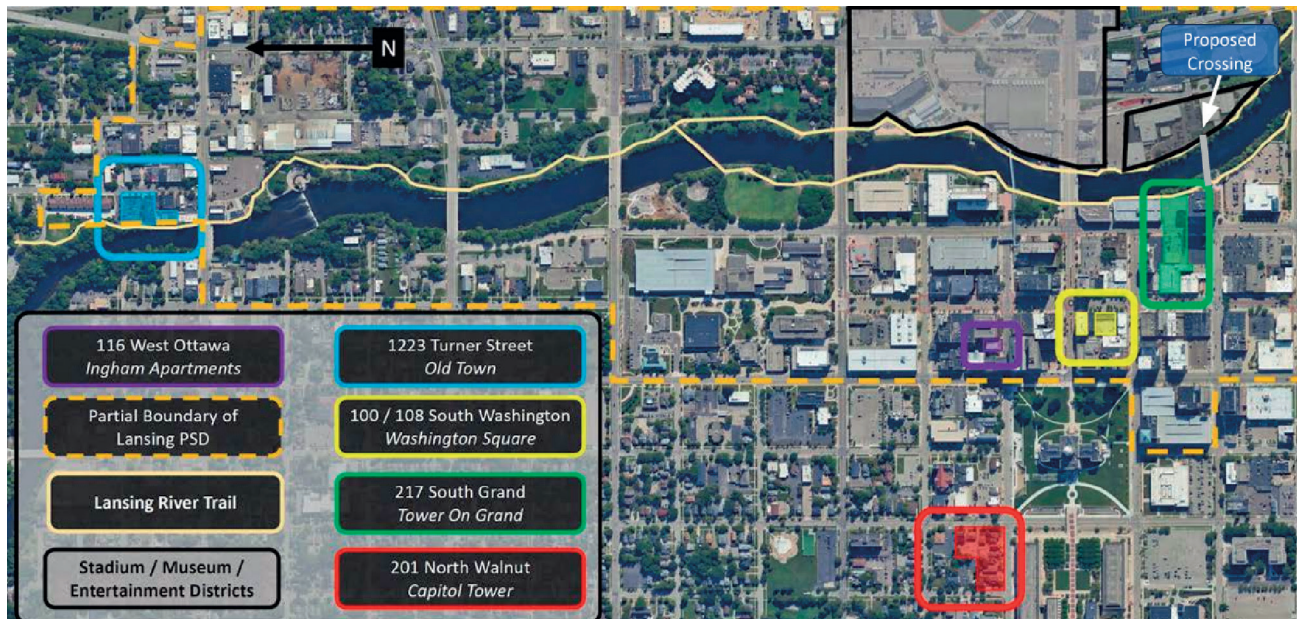 N
Proposed
Crossing
116 West Ottawa
Ingham Apartments
1223 Turner Street
Old Town
Partial Boundary of
Lansing PSD
100 / 108 South Washington
Washington Square
Lansing River Trail
217 South Grand
Tower On Grand
Stadium / Museum /
Entertainment Districts
201 North Walnut
Capitol Tower